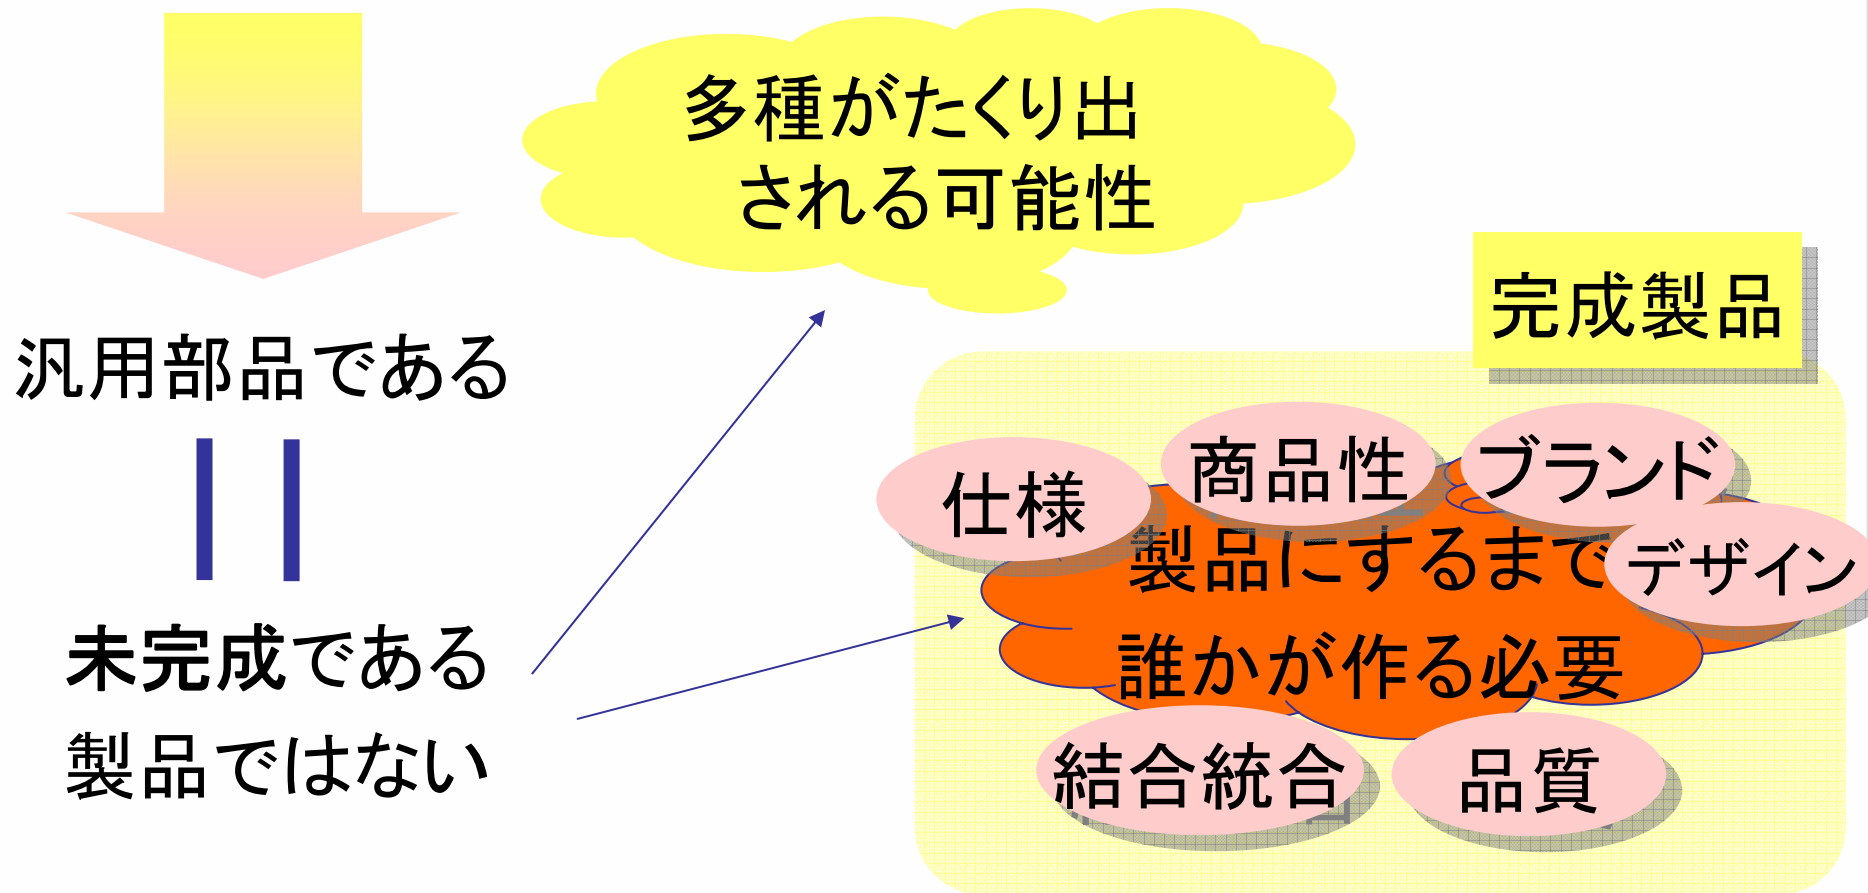 多種がたくり出
される可能性
完成製品
汎用部品である
未完成である
製品ではない
仕様
商品性
ブランド
デザイン
製品にするまで
誰かが作る必要
結合統合
品質